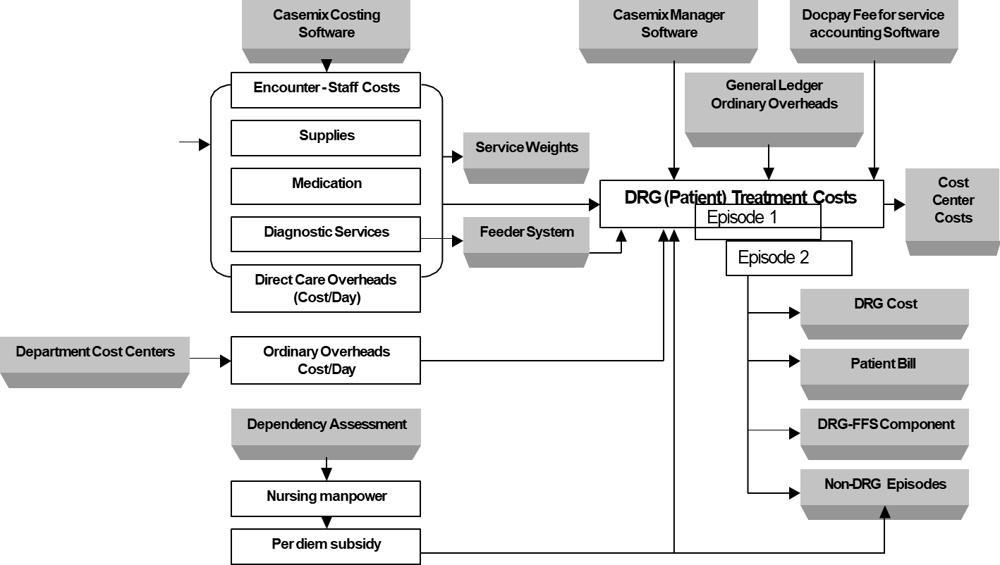 Casemix Costing
Software
Casemix Manager
Software
Docpay Fee for service
accounting Software
Encounter - Staff Costs
General Ledger
Ordinary Overheads
Supplies
Service Weights
Medication
DRG (Patient) Treatment Costs
Cost
Center
Costs
Episode 1
Diagnostic Services
Feeder System
Episode 2
Direct Care Overheads
(Cost/Day)
DRG Cost
Department Cost Centers
Ordinary Overheads
Cost/Day
Patient Bill
Dependency Assessment
DRG-FFS Component
Nursing manpower
Non-DRG Episodes
Per diem subsidy